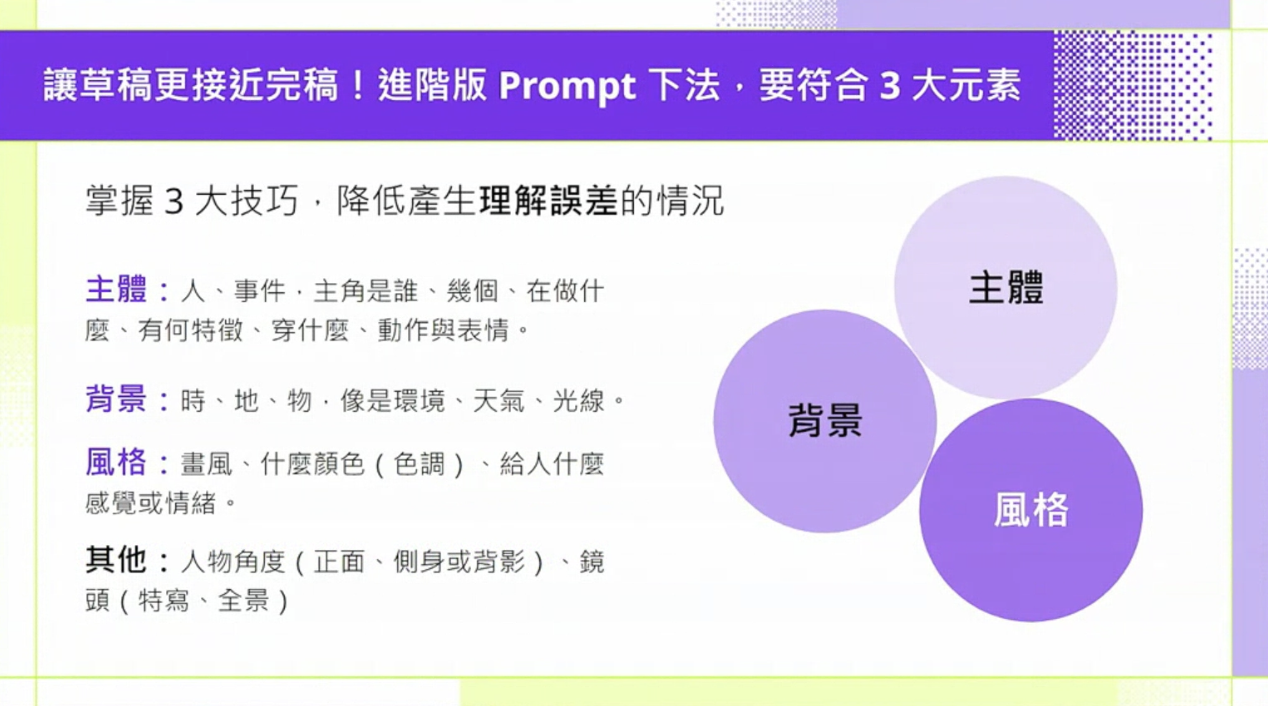 讓草稿更接近完稿！進階版 Prompt 下法，要符合 3 大元素
掌握 3 大技巧，降低產生理解誤差的情況
主體：人、事件，主角是誰、幾個、在做什
麼、有何特徵、穿什麼、動作與表情。
背景：時、地、物，像是環境、天氣、光線。
風格：畫風、什麼顏色（色調）、給人什麼
感覺或情緒。
其他：人物角度（正面、側身或背影）、鏡
頭（特寫、全景）
主體
背景
風格